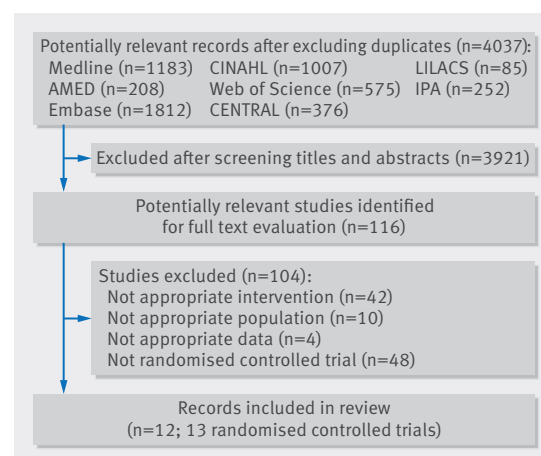 Potentially relevant records after excluding duplicates (n=4037):
Medline (n=1183) CINAHL (n=1007) LILACS (n=85)
AMED (n=208) Web of Science (n=575) IPA (n=252)
Embase (n=1812) CENTRAL (n=376)
Excluded after screening titles and abstracts (n=3921)
Potentially relevant studies identified
for full text evaluation (n=116)
Studies excluded (n=104):
Not appropriate intervention (n=42)
Not appropriate population (n=10)
Not appropriate data (n=4)
Not randomised controlled trial (n=48)
Records included in review
(n=12; 13 randomised controlled trials)